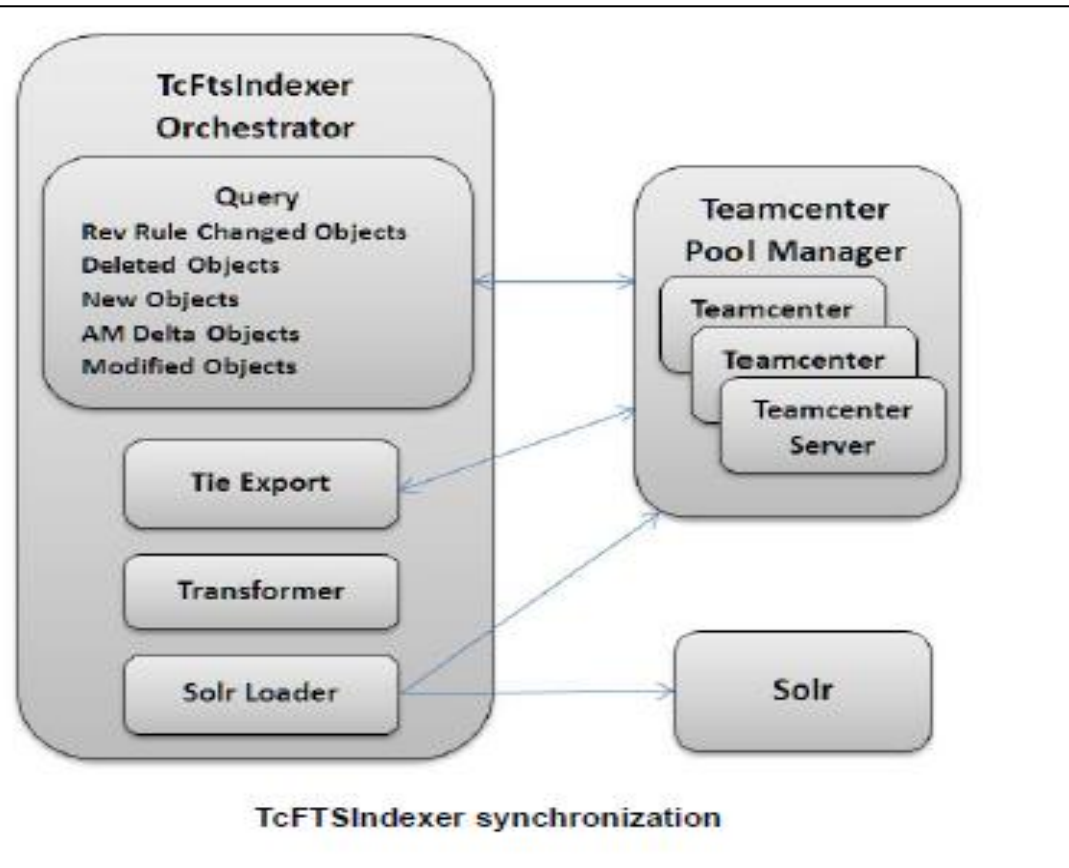 TcFtsIndexer
Orchestrator
Query
Rev Rule Changed Objects
Deleted Objects
New Objects
AM Delta Objects
Modified Objects
Tie Export
Transformer
Solr Loader
Teamcenter
Pool Manager
Teamcenter
Teamcenter
Teamcenter
Server
Solr
TcFTSIndexer synchronization